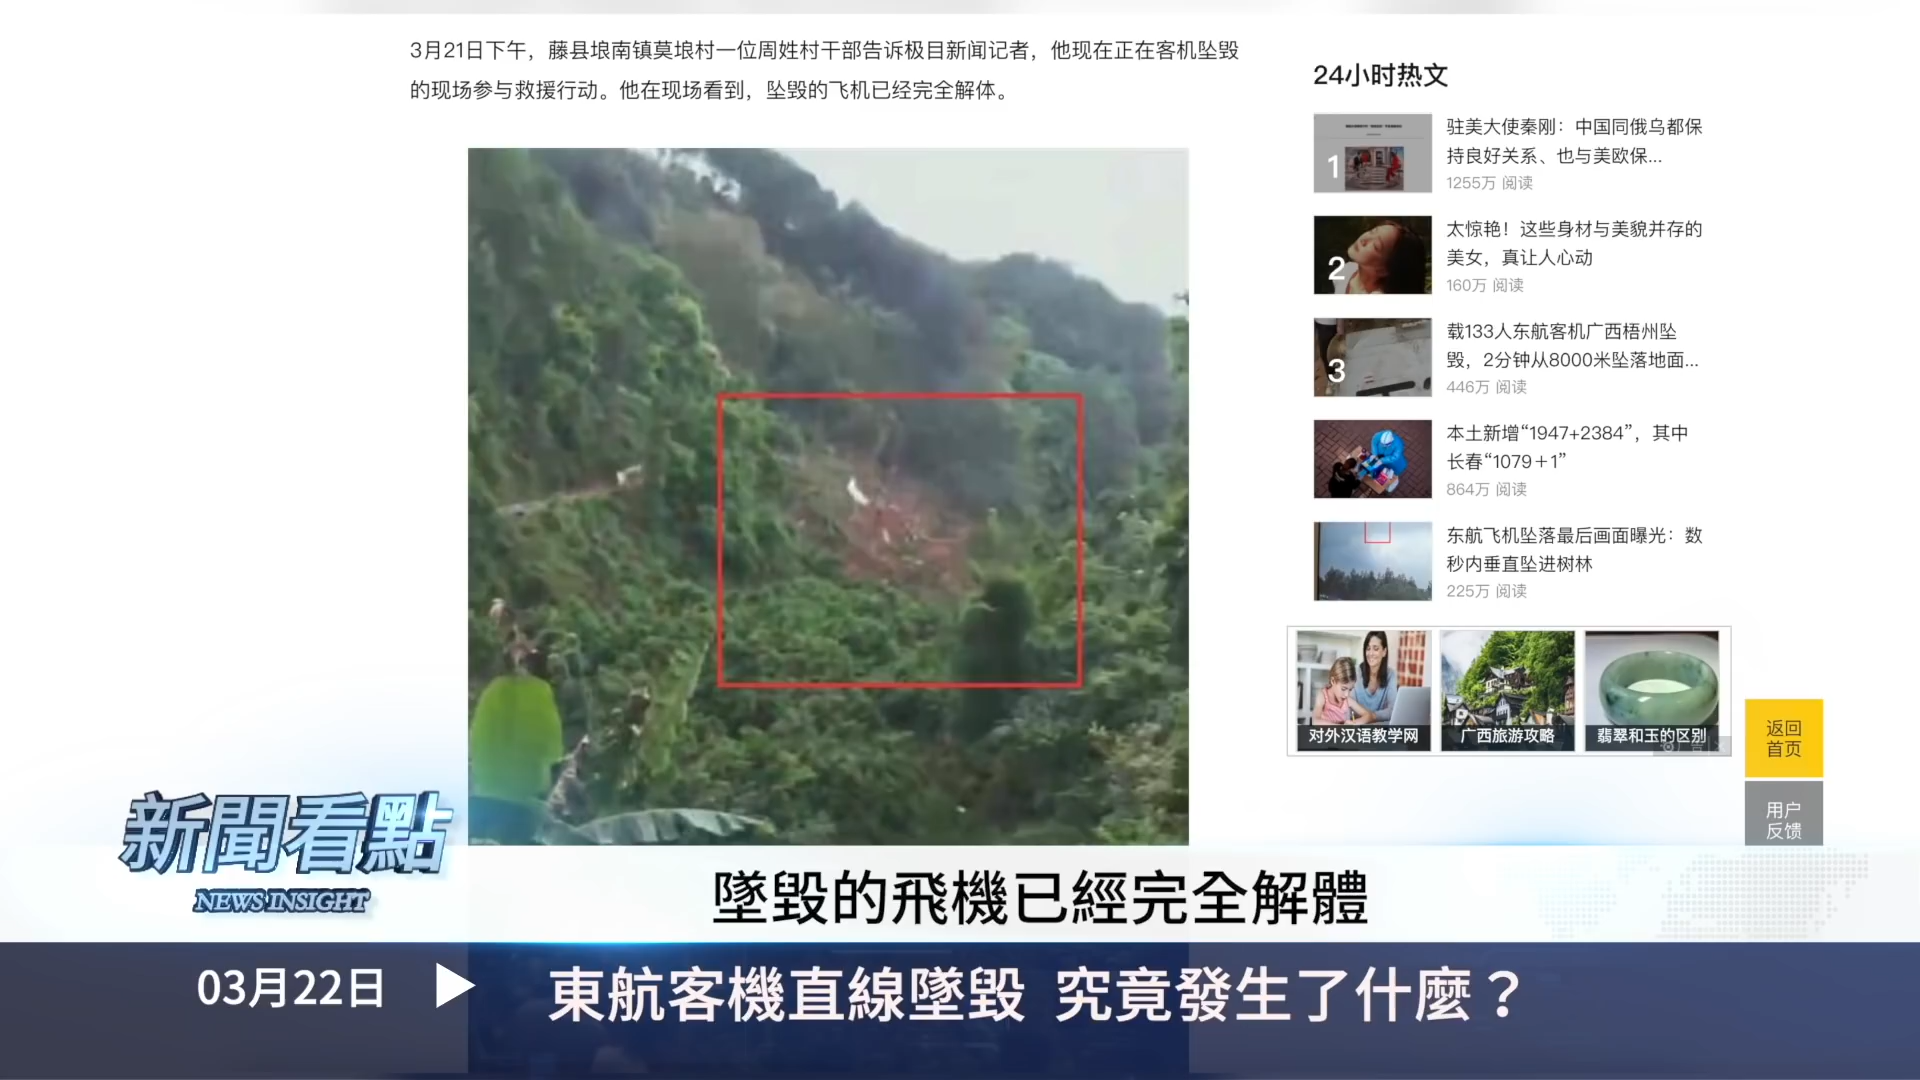 3月21日下午，藤县埌南镇莫埌村一位周姓村干部告诉极目新闻记者，他现在正在客机坠毁
的现场参与救援行动。他在现场看到，坠毁的飞机已经完全解体。
24小时热文
1
驻美大使秦刚：中国同俄乌都保
持良好关系、也与美欧保...
1255万 阅读
2
太惊艳！这些身材与美貌并存的
美女，真让人心动
160万 阅读
3
载133人东航客机广西梧州坠
毁，2分钟从8000米坠落地面...
446万 阅读
本土新增“1947+2384”，其中
长春“1079＋1”
864万 阅读
东航飞机坠落最后画面曝光：数
秒内垂直坠进树林
225万 阅读
对外汉语教学网
广西旅游攻略
翡翠和玉的区别
广告
返回
首页
用户
反馈
新聞看點
NEWS INSIGHT
墜毀的飛機已經完全解體
03月22日
東航客機直線墜毀 究竟發生了什麼？